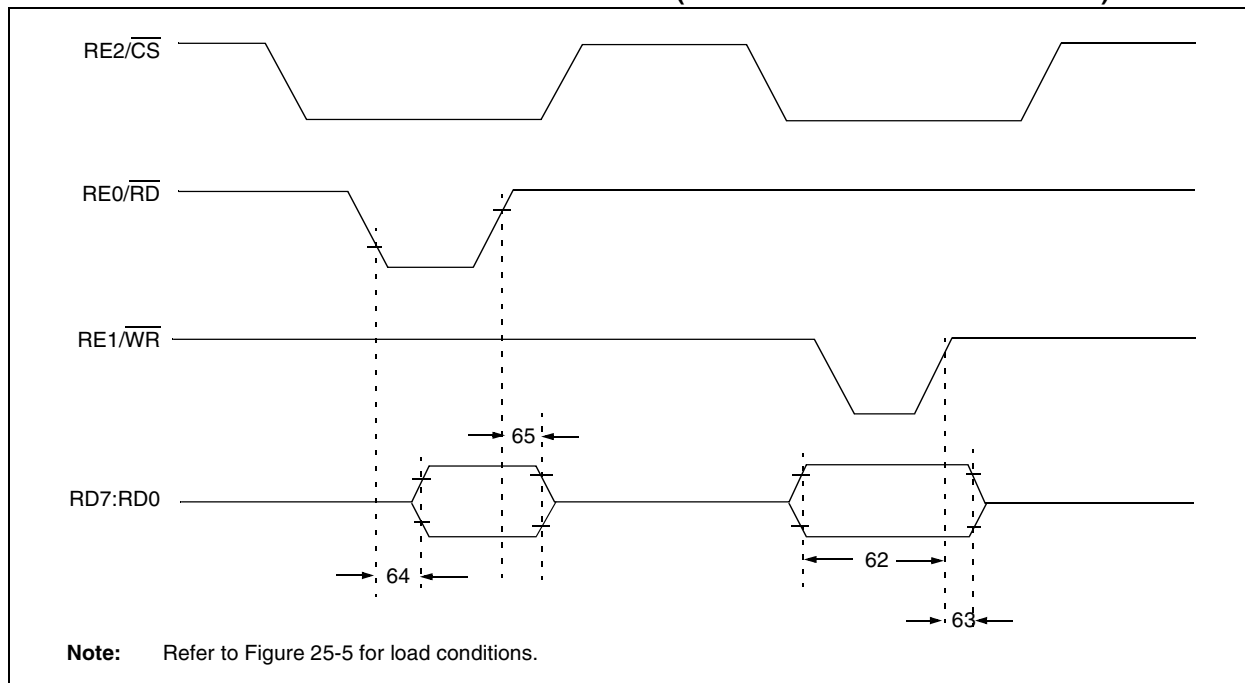 RE2/CS
RE0/RD
RE1/WR
65
RD7:RD0
62
64
63
Note: Refer to Figure 25-5 for load conditions.